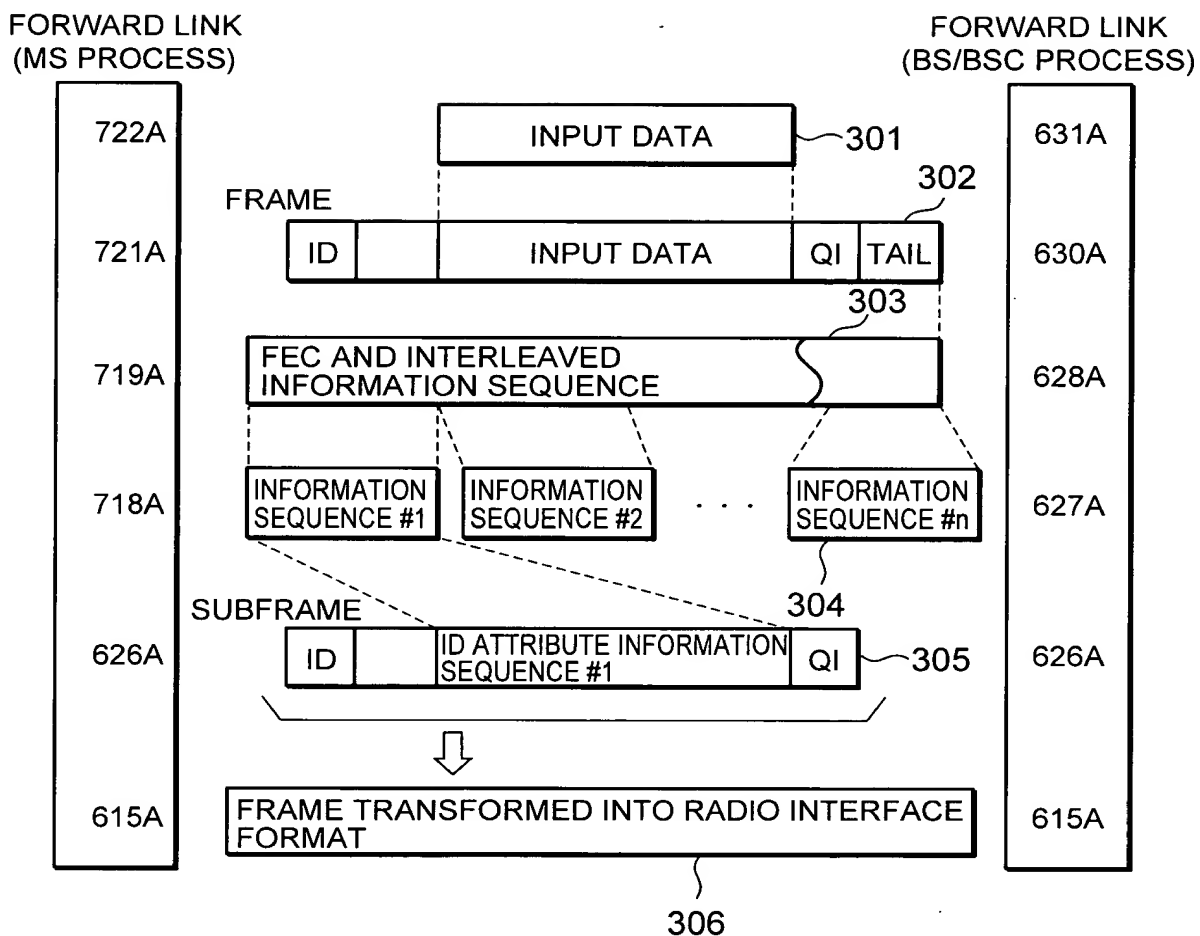 FORWARD LINK
(MS PROCESS)
FORWARD LINK
(BS/BSC PROCESS)
722A
INPUT DATA
301
631A
FRAME
302
721A
ID
INPUT DATA
QI
TAIL
630A
303
719A
FEC AND INTERLEAVED
INFORMATION SEQUENCE
628A
718A
INFORMATION
SEQUENCE #1
INFORMATION
SEQUENCE #2
. . .
INFORMATION
SEQUENCE #n
627A
304
SUBFRAME
626A
ID
ID ATTRIBUTE INFORMATION
SEQUENCE #1
QI
305
626A
615A
FRAME TRANSFORMED INTO RADIO INTERFACE
FORMAT
615A
306